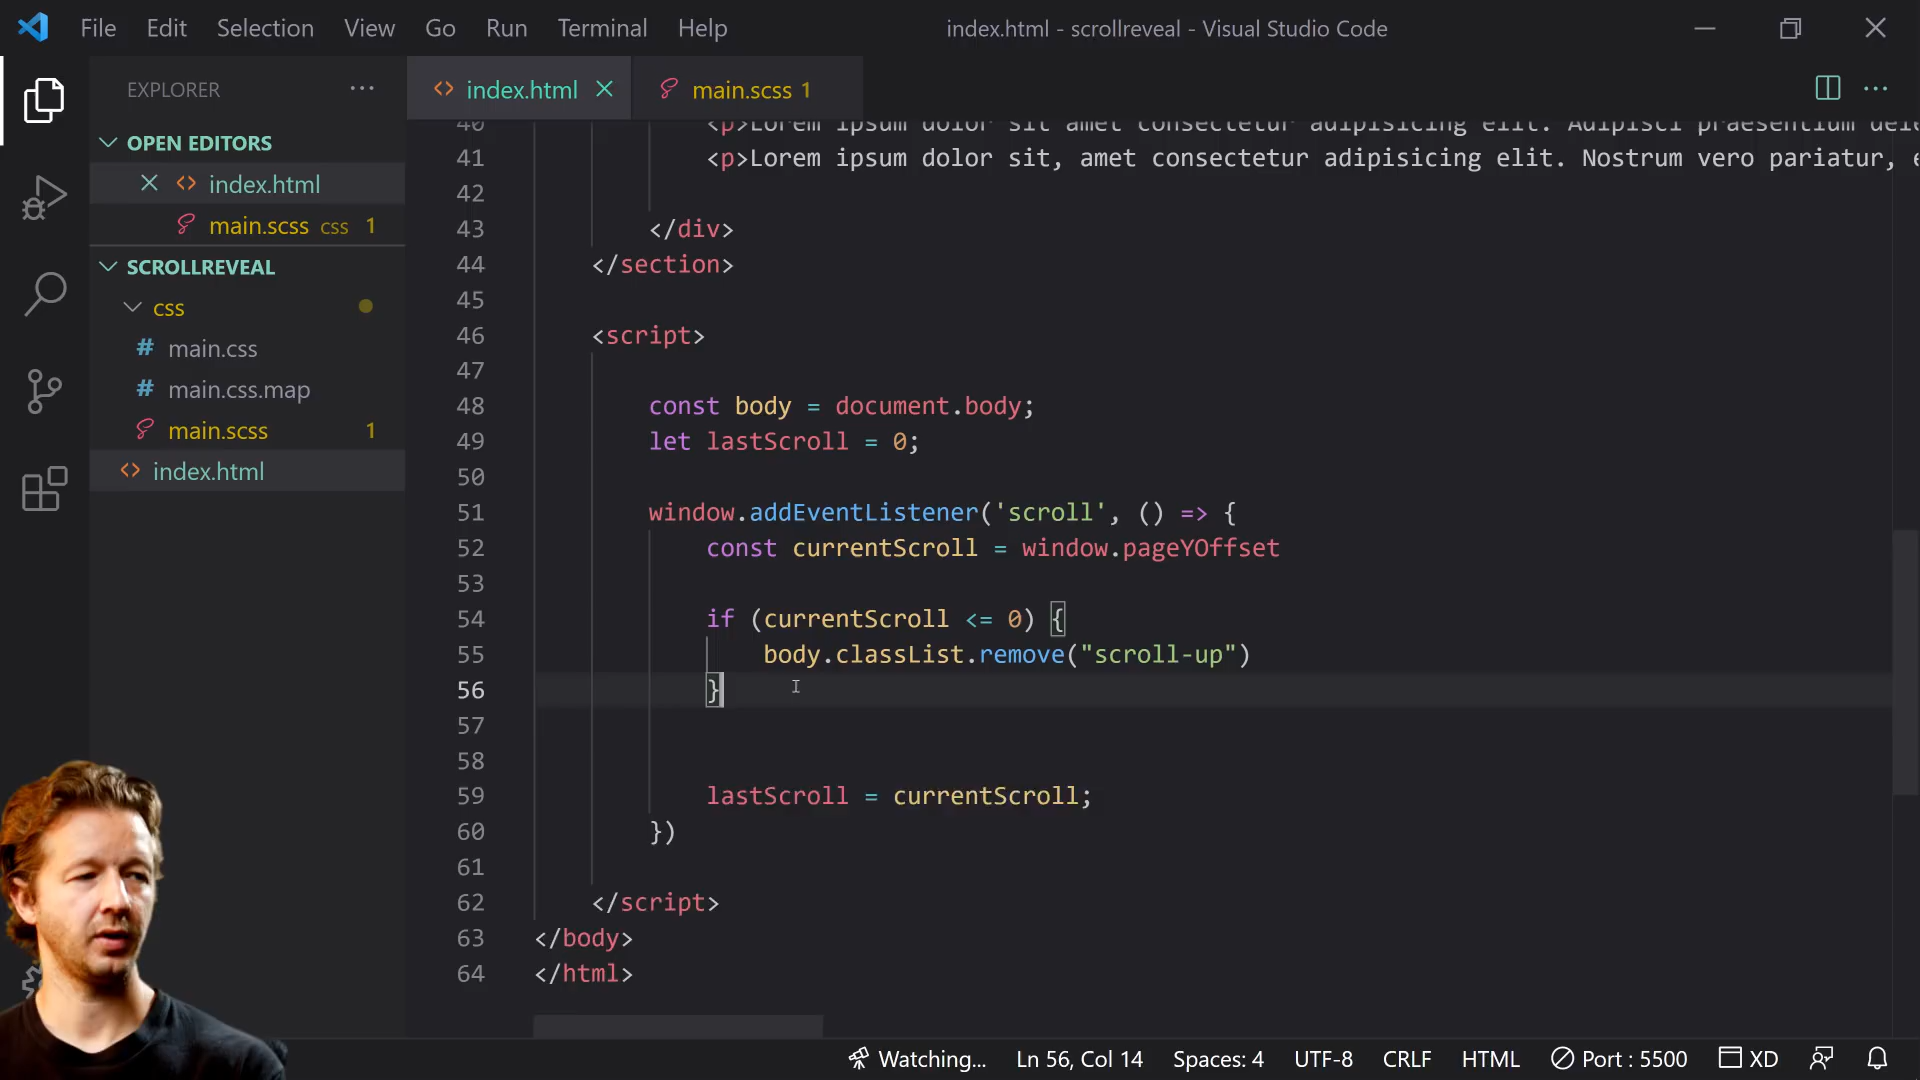 File Edit Selection View Go Run Terminal Help
index.html - scrollreveal - Visual Studio Code
EXPLORER
OPEN EDITORS
index.html
main.scss css 1
SCROLLREVEAL
css
main.css
main.css.map
main.scss 1
index.html
index.html
main.scss 1
40 <p>Lorem ipsum dolor sit amet consectetur adipisicing elit. Adipisci praesentium
41 <p>Lorem ipsum dolor sit, amet consectetur adipisicing elit. Nostrum vero pariatur,
42
43 </div>
44 </section>
45
46 <script>
47
48 const body = document.body;
49 let lastScroll = 0;
50
51 window.addEventListener('scroll', () => {
52 const currentScroll = window.pageYOffset
53
54 if (currentScroll <= 0) {
55 body.classList.remove("scroll-up")
56 }
57
58
59 lastScroll = currentScroll;
60 })
61
62 </script>
63 </body>
64 </html>
Watching... Ln 56, Col 14 Spaces: 4 UTF-8 CRLF HTML Port : 5500 XD